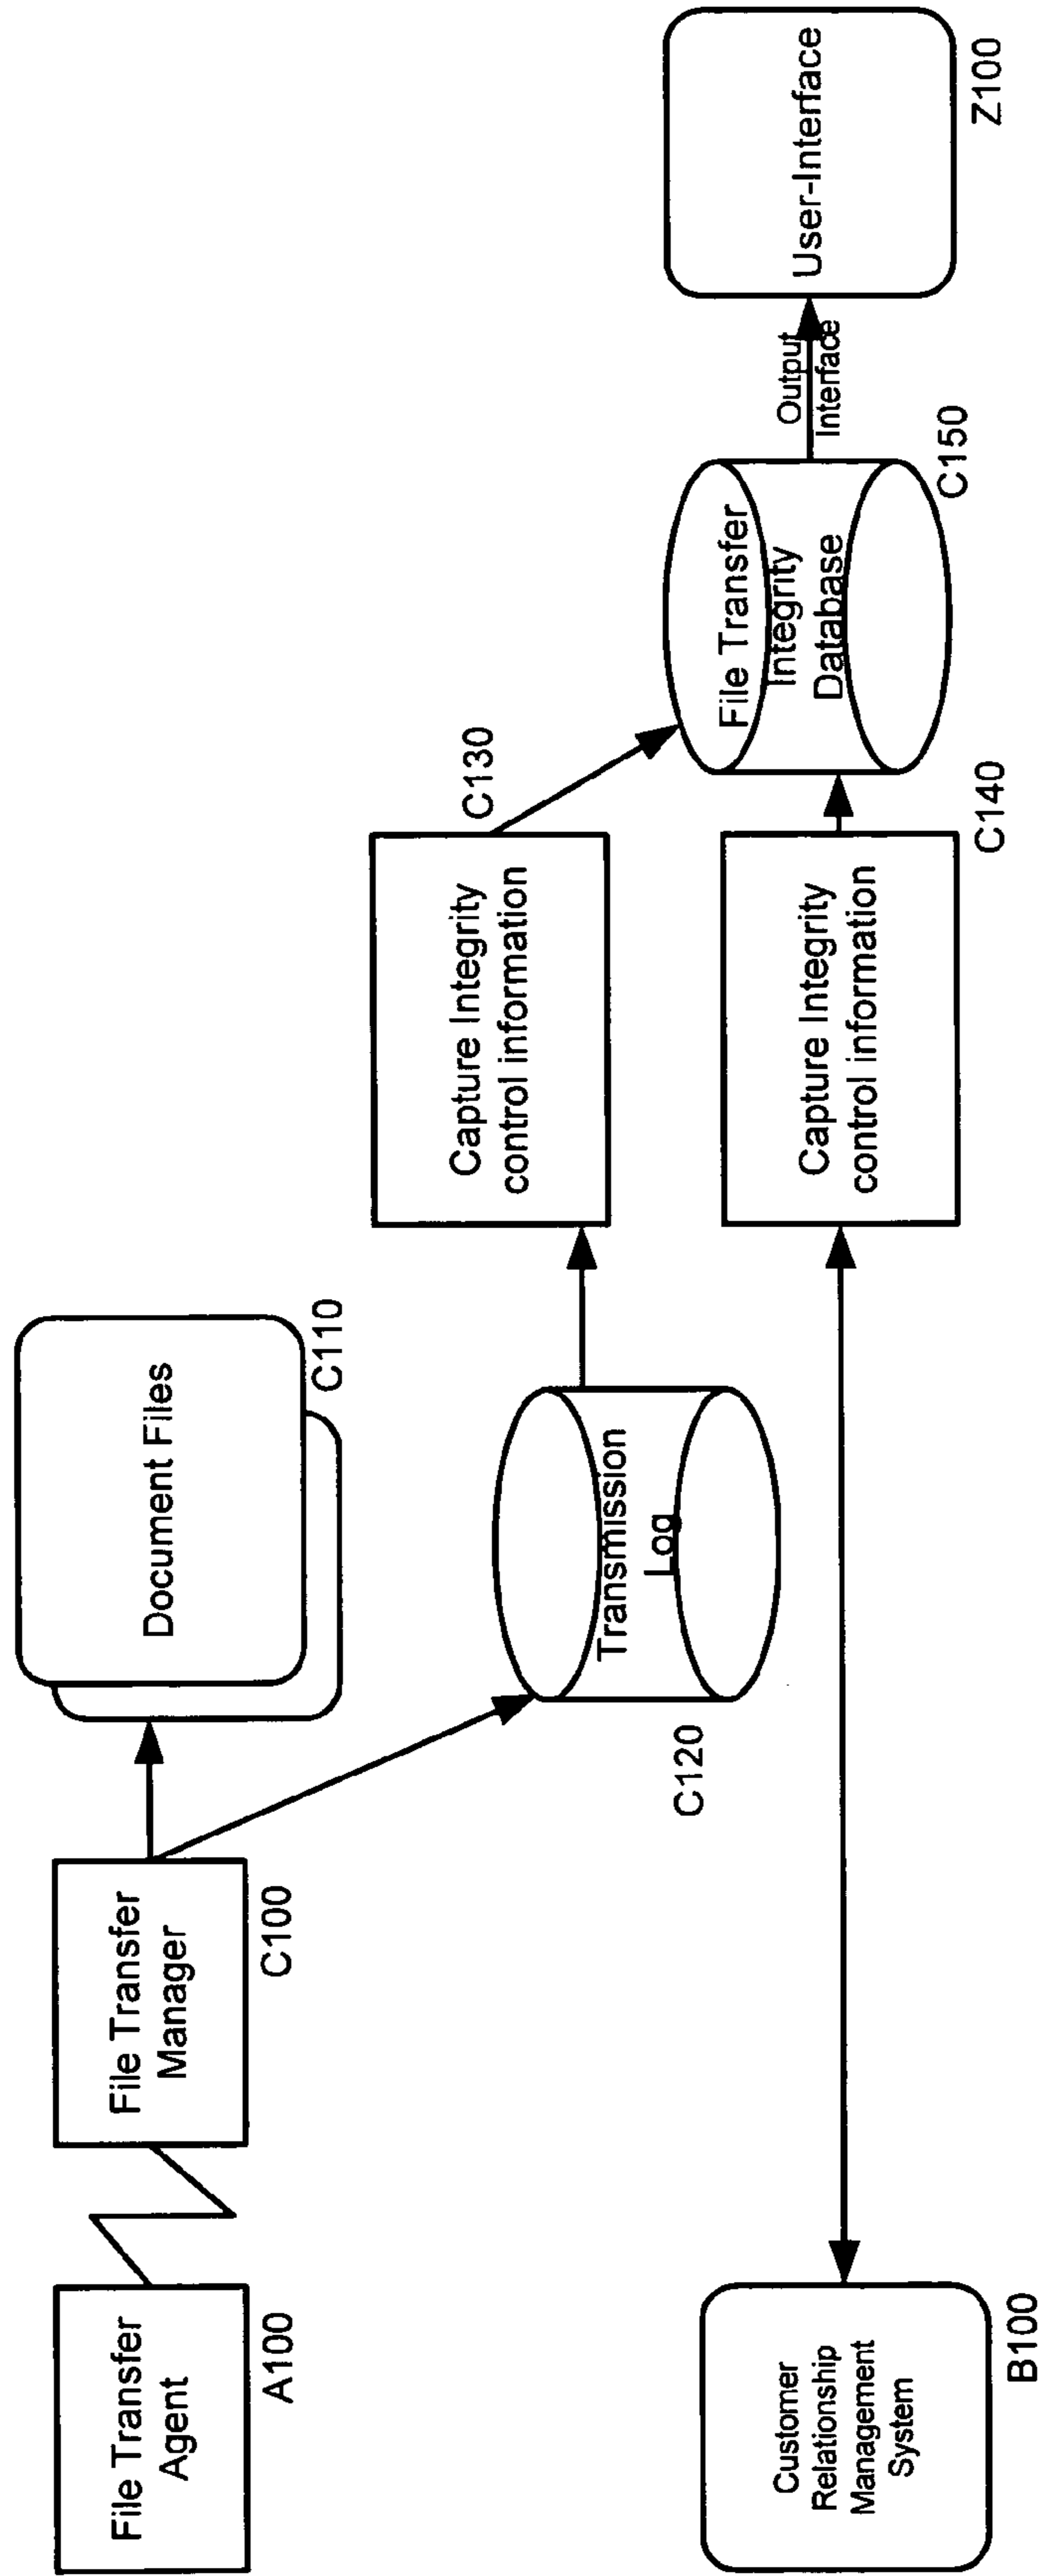 File Transfer
Agent
A100
File Transfer
Manager
C100
Document Files
C110
Transmission
Log
C120
Capture Integrity
control information
C130
Customer
Relationship
Management
System
B100
Capture Integrity
control information
C140
File Transfer
Integrity
Database
C150
Output
Interface
User-Interface
Z100